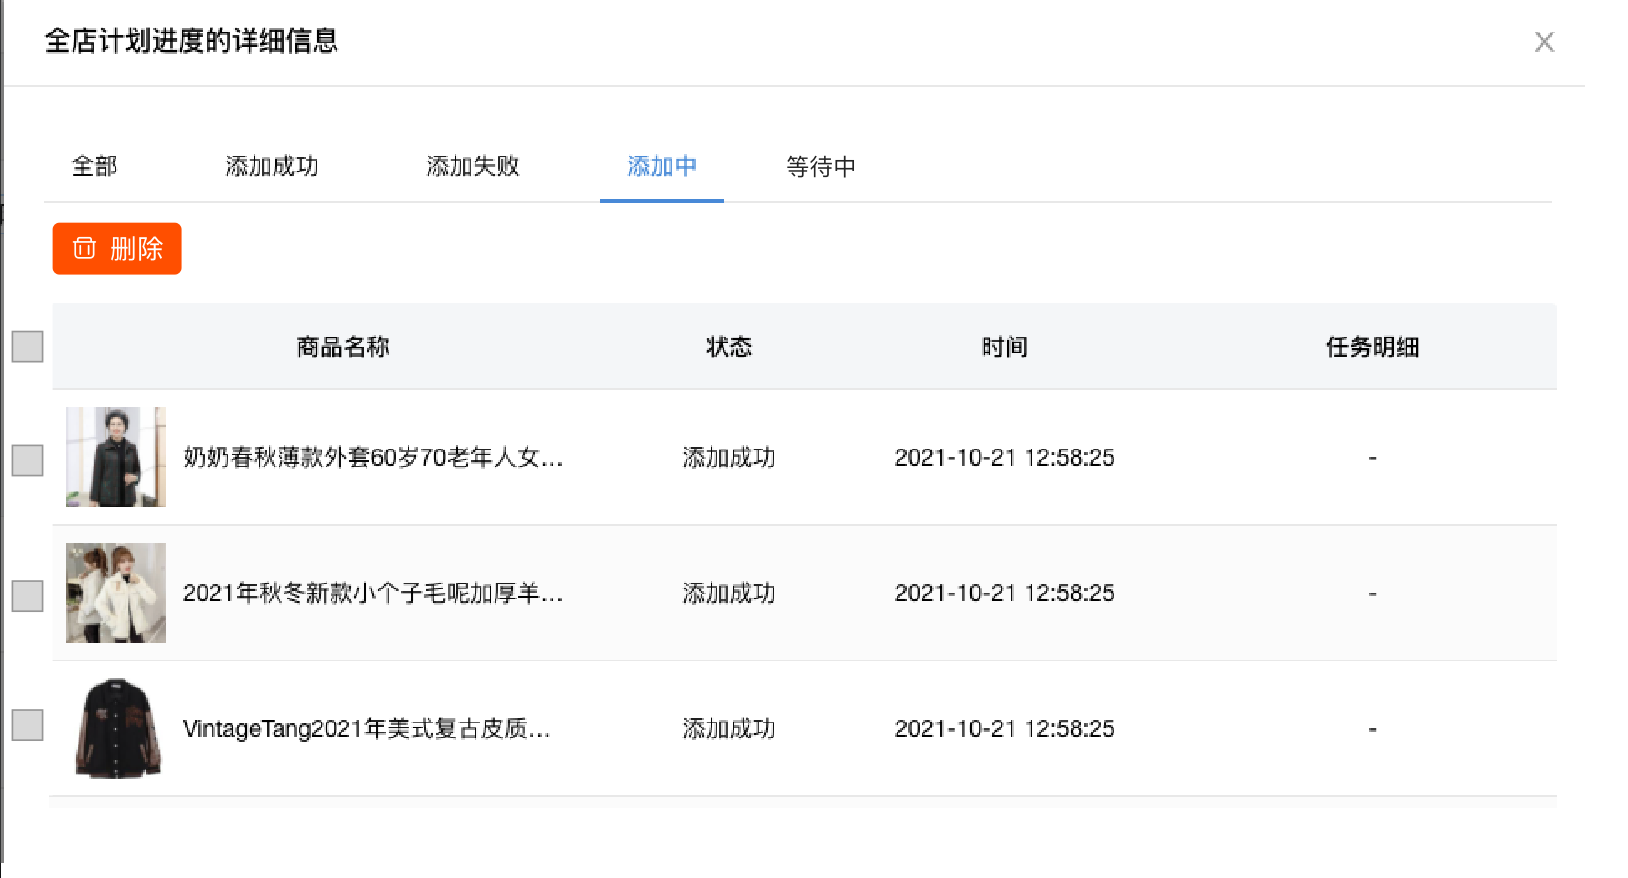 全店计划进度的详细信息
全部 添加成功 添加失败 添加中 等待中
删除
商品名称 状态 时间 任务明细
奶奶春秋薄款外套60岁70老年人女... 添加成功 2021-10-21 12:58:25 -
2021年秋冬新款小个子毛呢加厚羊... 添加成功 2021-10-21 12:58:25 -
VintageTang2021年美式复古皮质... 添加成功 2021-10-21 12:58:25 -